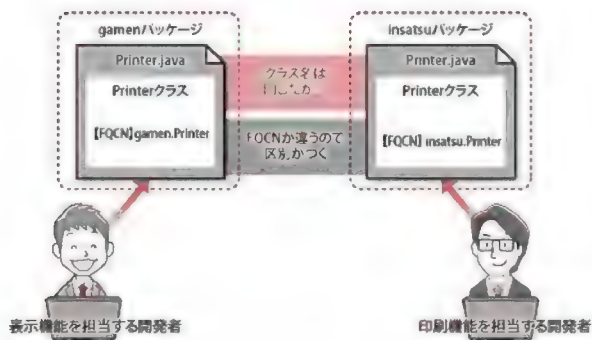 gamenパッケージ
Printer.java
Printerクラス
【FQCN】gamen.Printer
クラス名は
FQCNが違うので
区別がつく
insatsuパッケージ
Printer.java
Printerクラス
【FQCN】insatsu.Printer
表示機能を担当する開発者
印刷機能を担当する開発者